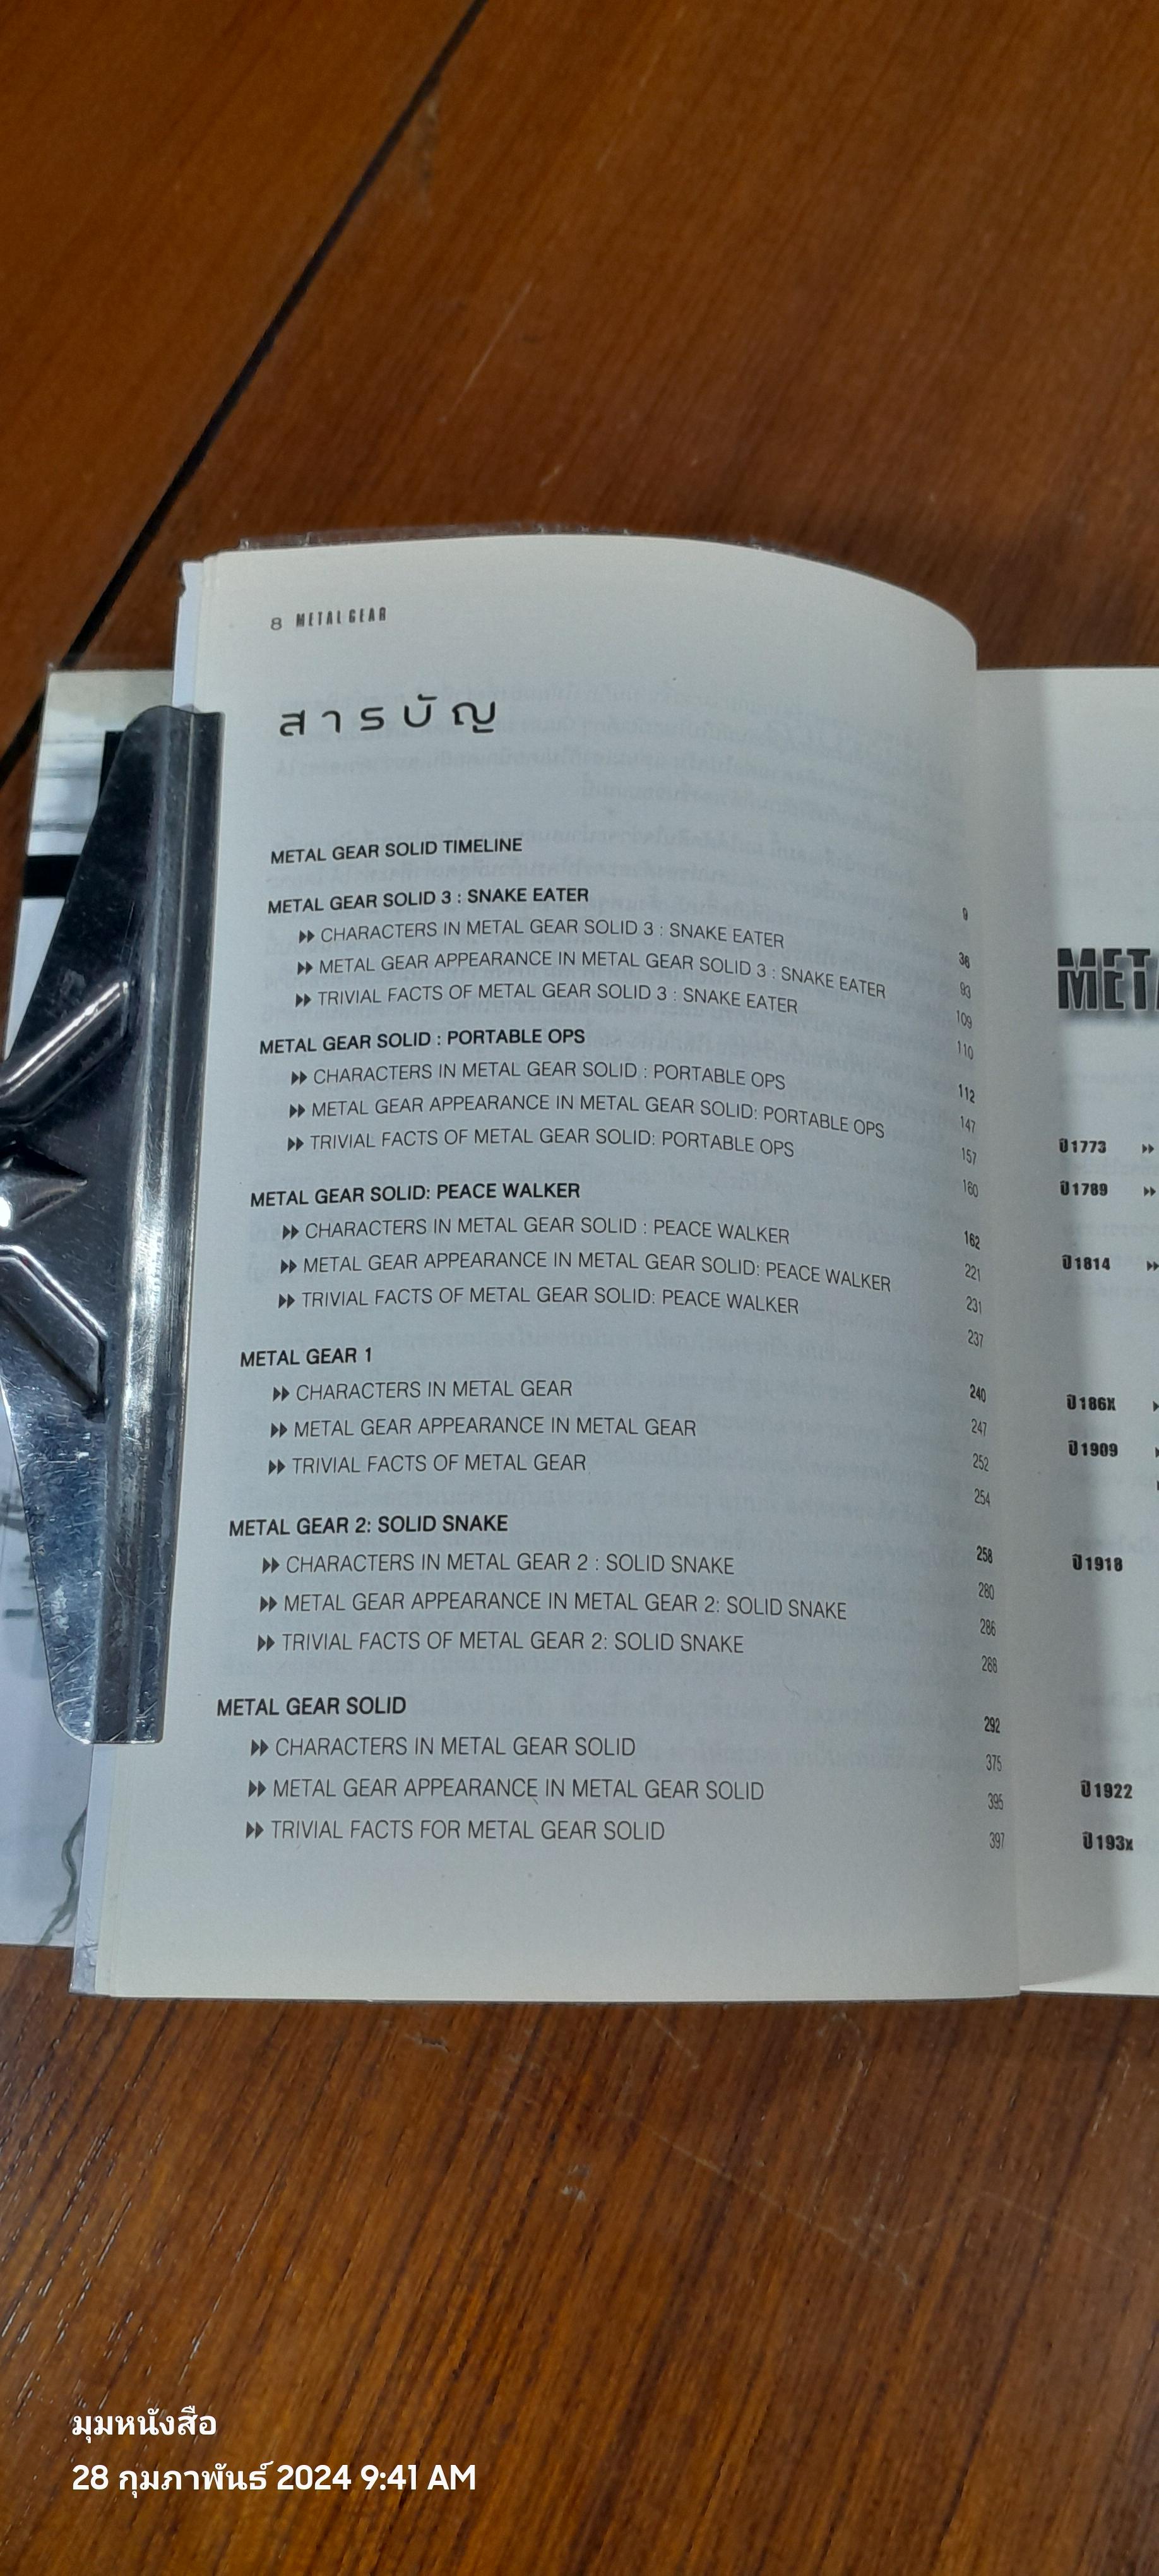 8 METAL GEAR
สารบัญ
METAL GEAR SOLID TIMELINE 9
METAL GEAR SOLID 3 : SNAKE EATER 36
CHARACTERS IN METAL GEAR SOLID 3 : SNAKE EATER 93
METAL GEAR APPEARANCE IN METAL GEAR SOLID 3 : SNAKE EATER 109
TRIVIAL FACTS OF METAL GEAR SOLID 3 : SNAKE EATER 110
METAL GEAR SOLID : PORTABLE OPS 112
CHARACTERS IN METAL GEAR SOLID : PORTABLE OPS 147
METAL GEAR APPEARANCE IN METAL GEAR SOLID: PORTABLE OPS 157
TRIVIAL FACTS OF METAL GEAR SOLID: PORTABLE OPS 160
METAL GEAR SOLID: PEACE WALKER 162
CHARACTERS IN METAL GEAR SOLID : PEACE WALKER 221
METAL GEAR APPEARANCE IN METAL GEAR SOLID: PEACE WALKER 231
TRIVIAL FACTS OF METAL GEAR SOLID: PEACE WALKER 237
METAL GEAR 1 240
CHARACTERS IN METAL GEAR 247
METAL GEAR APPEARANCE IN METAL GEAR 252
TRIVIAL FACTS OF METAL GEAR 254
METAL GEAR 2: SOLID SNAKE 258
CHARACTERS IN METAL GEAR 2 : SOLID SNAKE 280
METAL GEAR APPEARANCE IN METAL GEAR 2: SOLID SNAKE 286
TRIVIAL FACTS OF METAL GEAR 2: SOLID SNAKE 288
METAL GEAR SOLID 292
CHARACTERS IN METAL GEAR SOLID 375
METAL GEAR APPEARANCE IN METAL GEAR SOLID 395
TRIVIAL FACTS FOR METAL GEAR SOLID 397
ปี 1773
ปี 1789
ปี 1814
ปี 186X
ปี 1909
ปี 1918
ปี 1922
ปี 193x
มุมหนังสือ
28 กุมภาพันธ์ 2024 9:41 AM